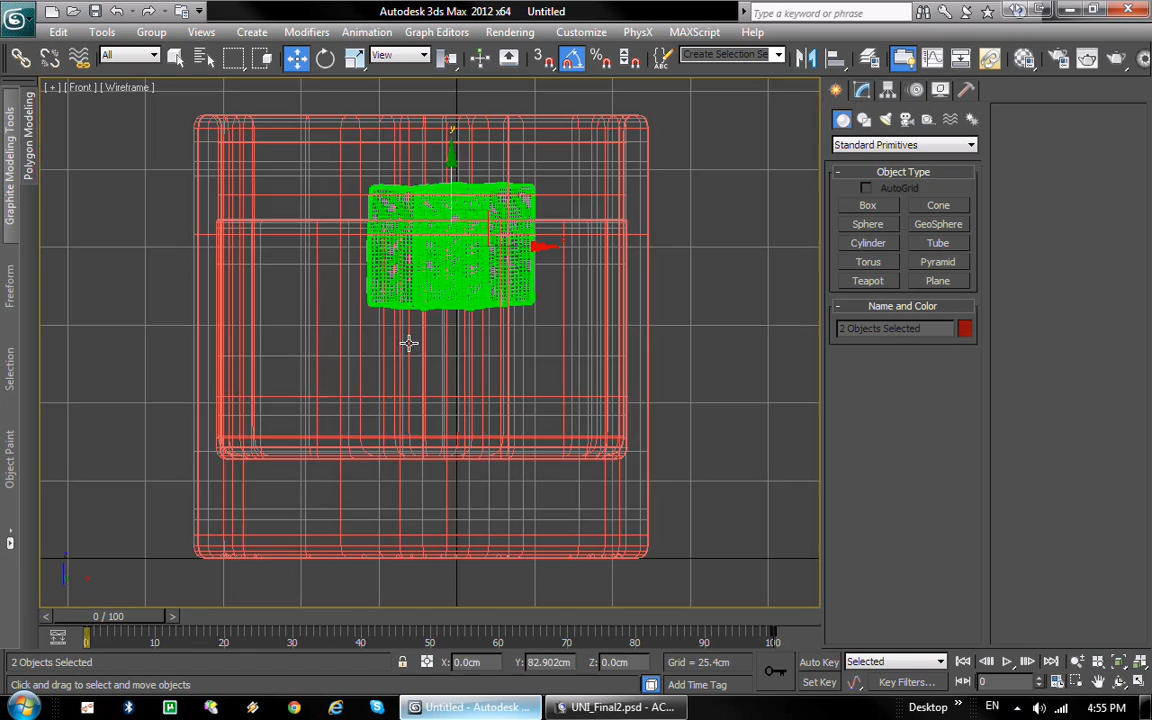 Autodesk 3ds Max 2012 x64 Untitled
Type a keyword or phrase
Edit Tools Group Views Create Modifiers Animation Graph Editors Rendering Customize PhysX MAXScript Help
All View 3 Create Selection Se
[ + ] [ Front ] [ Wireframe ]
Graphite Modeling Tools
Polygon Modeling
Freeform
Selection
Object Paint
y
Standard Primitives
- Object Type
AutoGrid
Box Cone
Sphere GeoSphere
Cylinder Tube
Torus Pyramid
Teapot Plane
- Name and Color
2 Objects Selected
< 0 / 100 >
0 10 20 30 40 50 60 70 80 90 100
2 Objects Selected X: 0.0cm Y: 82.902cm Z: 0.0cm Grid = 25.4cm Auto Key Selected
Click and drag to select and move objects Add Time Tag Set Key Key Filters... 0
Untitled - Autodesk ... UNI_Final2.psd - AC... Desktop » EN 4:55 PM